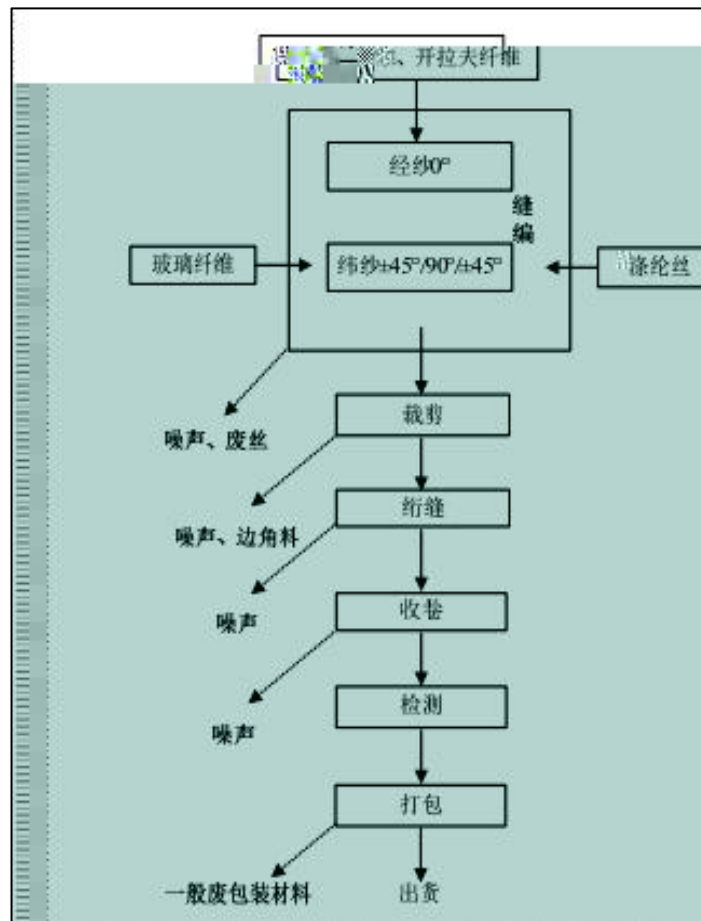 、开拉夫纤维
经纱0°
缝编
玻璃纤维
纬纱±45°/90°/±45°
涤纶丝
裁剪
噪声、废丝
绗缝
噪声、边角料
收卷
噪声
检测
噪声
打包
一般废包装材料
出货